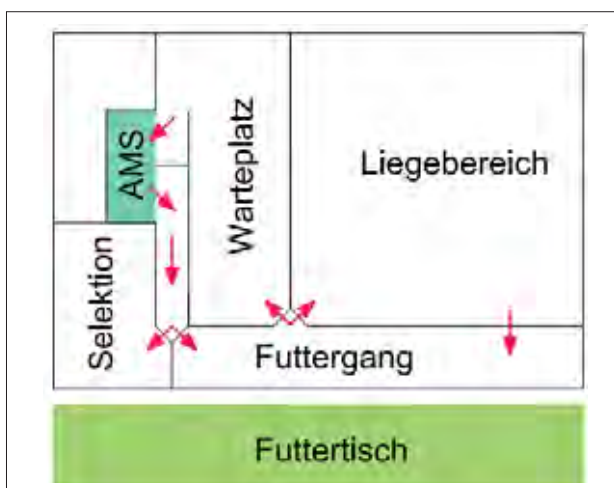 AMS
Warteplatz
Liegebereich
Selektion
Futtergang
Futtertisch